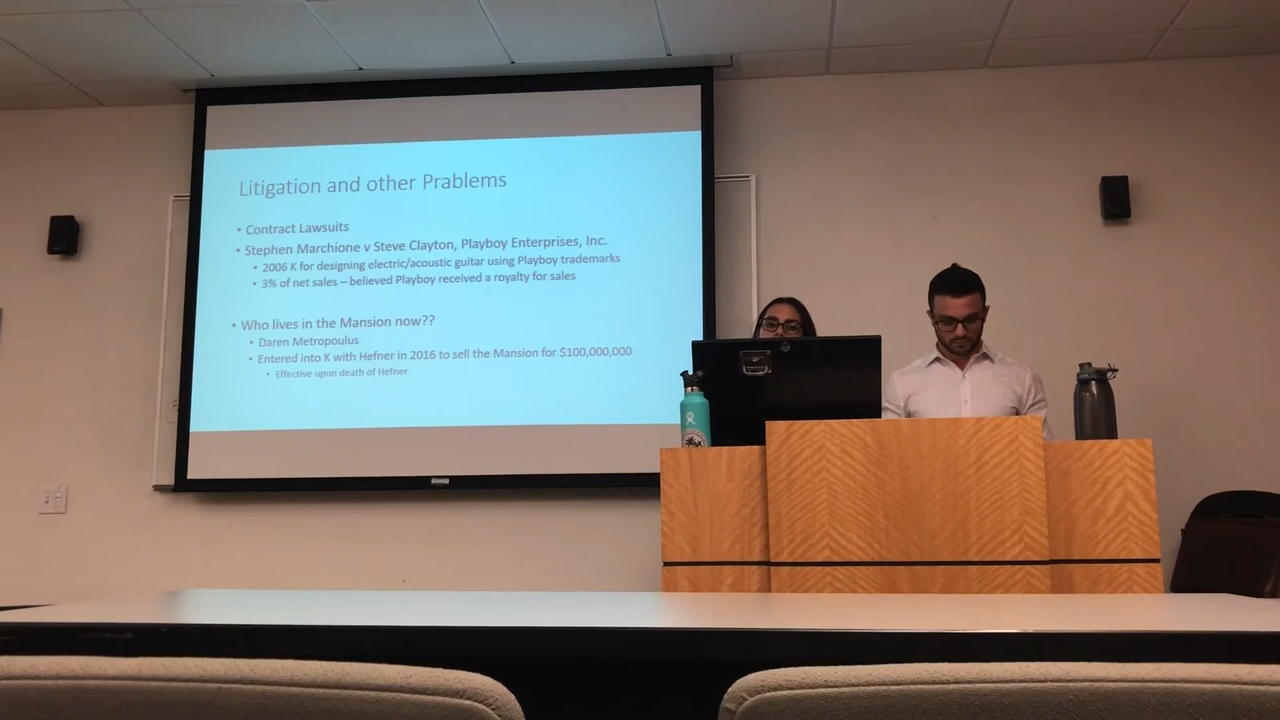 Litigation and other Prablems
• Contract Lawsuits
• Stephen Marchione v Steve Clayton, Playboy Enterprises, Inc.
• 2006 K for designing electric/acoustic guitar using Playboy trademarks
• 3% of net sales – believed Playboy received a royalty for sales
• Who lives in the Mansion now??
• Daren Metropoulus
• Entered into K with Hefner in 2016 to sell the Mansion for $100,000,000
• Effective upon death of Hefner